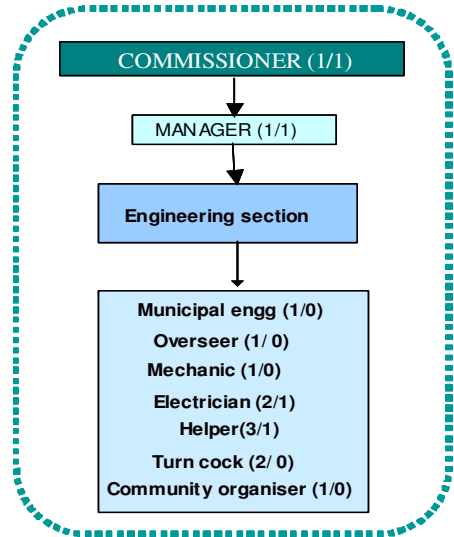 COMMISSIONER (1/1)
MANAGER (1/1)
Engineering section
Municipal engg (1/0)
Overseer (1/ 0)
Mechanic (1/0)
Electrician (2/1)
Helper(3/1)
Turn cock (2/ 0)
Community organiser (1/0)